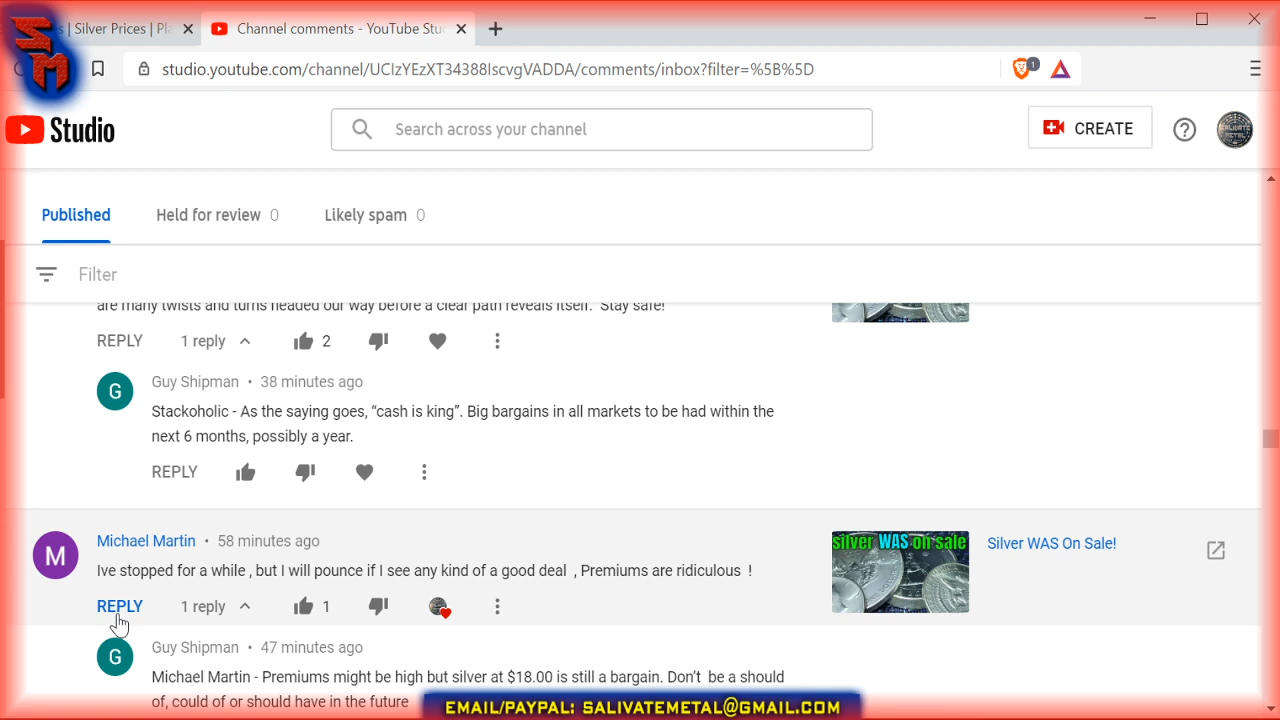 SM
s | Silver Prices | Pla
Channel comments - YouTube Stu
studio.youtube.com/channel/UCIzYEzXT34388IscvgVADDA/comments/inbox?filter=%5B%5D
1
Studio
Search across your channel
CREATE
SALIVATE METAL
Published
Held for review 0
Likely spam 0
Filter
are many twists and turns headed our way before a clear path reveals itself. Stay safe!
REPLY 1 reply 2
G
Guy Shipman • 38 minutes ago
Stackoholic - As the saying goes, “cash is king”. Big bargains in all markets to be had within the
next 6 months, possibly a year.
REPLY
M
Michael Martin • 58 minutes ago
silver WAS on sale
Silver WAS On Sale!
Ive stopped for a while , but I will pounce if I see any kind of a good deal , Premiums are ridiculous !
REPLY 1 reply 1
G
Guy Shipman • 47 minutes ago
Michael Martin - Premiums might be high but silver at $18.00 is still a bargain. Don’t be a should
of, could of or should have in the future
EMAIL/PAYPAL: SALIVATEMETAL@GMAIL.COM